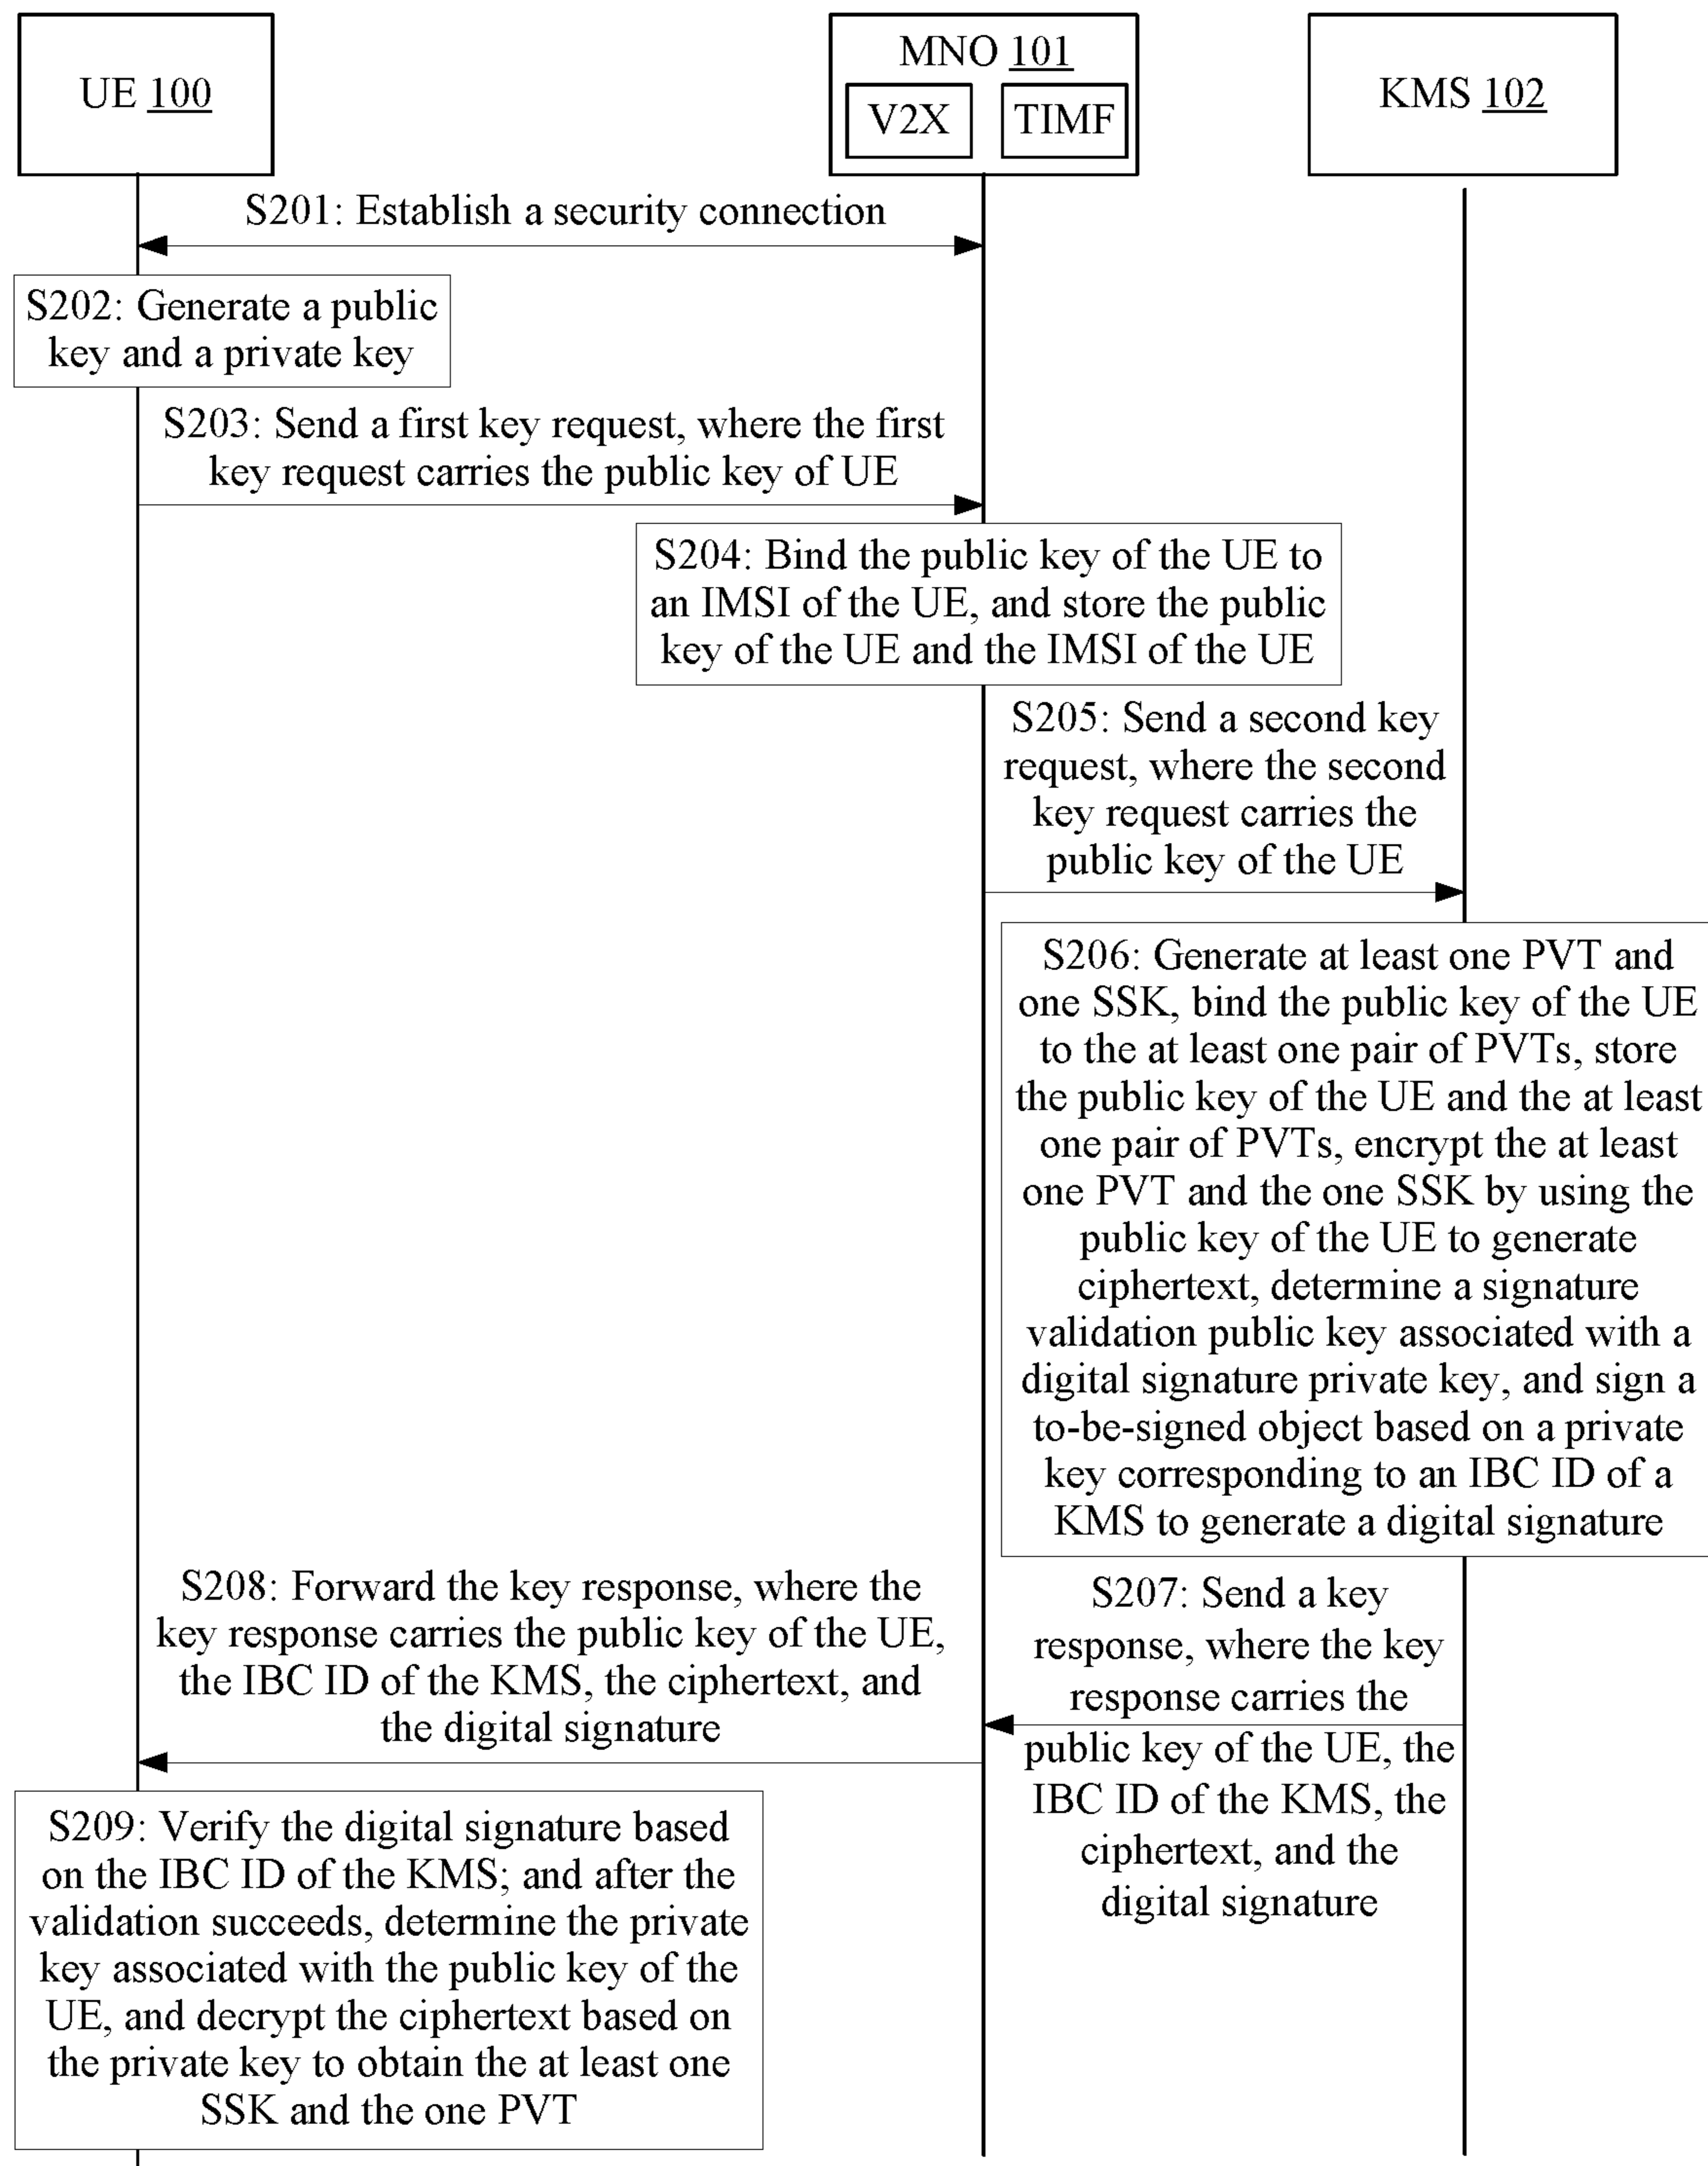 UE 100
MNO 101
V2X
TIMF
KMS 102
S201: Establish a security connection
S202: Generate a public
key and a private key
S203: Send a first key request, where the first
key request carries the public key of UE
S204: Bind the public key of the UE to
an IMSI of the UE, and store the public
key of the UE and the IMSI of the UE
S205: Send a second key
request, where the second
key request carries the
public key of the UE
S206: Generate at least one PVT and
one SSK, bind the public key of the UE
to the at least one pair of PVTs, store
the public key of the UE and the at least
one pair of PVTs, encrypt the at least
one PVT and the one SSK by using the
public key of the UE to generate
ciphertext, determine a signature
validation public key associated with a
digital signature private key, and sign a
to-be-signed object based on a private
key corresponding to an IBC ID of a
KMS to generate a digital signature
S207: Send a key
response, where the key
response carries the
public key of the UE, the
IBC ID of the KMS, the
ciphertext, and the
digital signature
S208: Forward the key response, where the
key response carries the public key of the UE,
the IBC ID of the KMS, the ciphertext, and
the digital signature
S209: Verify the digital signature based
on the IBC ID of the KMS; and after the
validation succeeds, determine the private
key associated with the public key of the
UE, and decrypt the ciphertext based on
the private key to obtain the at least one
SSK and the one PVT